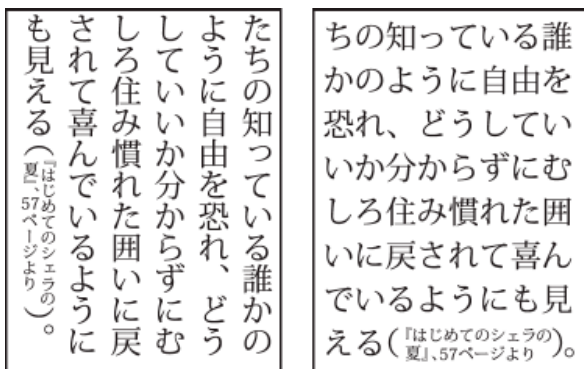 たちの知っている誰かの
ように自由を恐れ、どう
していいか分からずにむ
しろ住み慣れた囲いに戻
されて喜んでいるように
も見える(『はじめてのシェラの
夏』、57ページより)。
ちの知っている誰
かのように自由を
恐れ、どうしてい
いか分からずにむ
しろ住み慣れた囲
いに戻されて喜ん
でいるようにも見
える(『はじめてのシェラの
夏』、57ページより)。